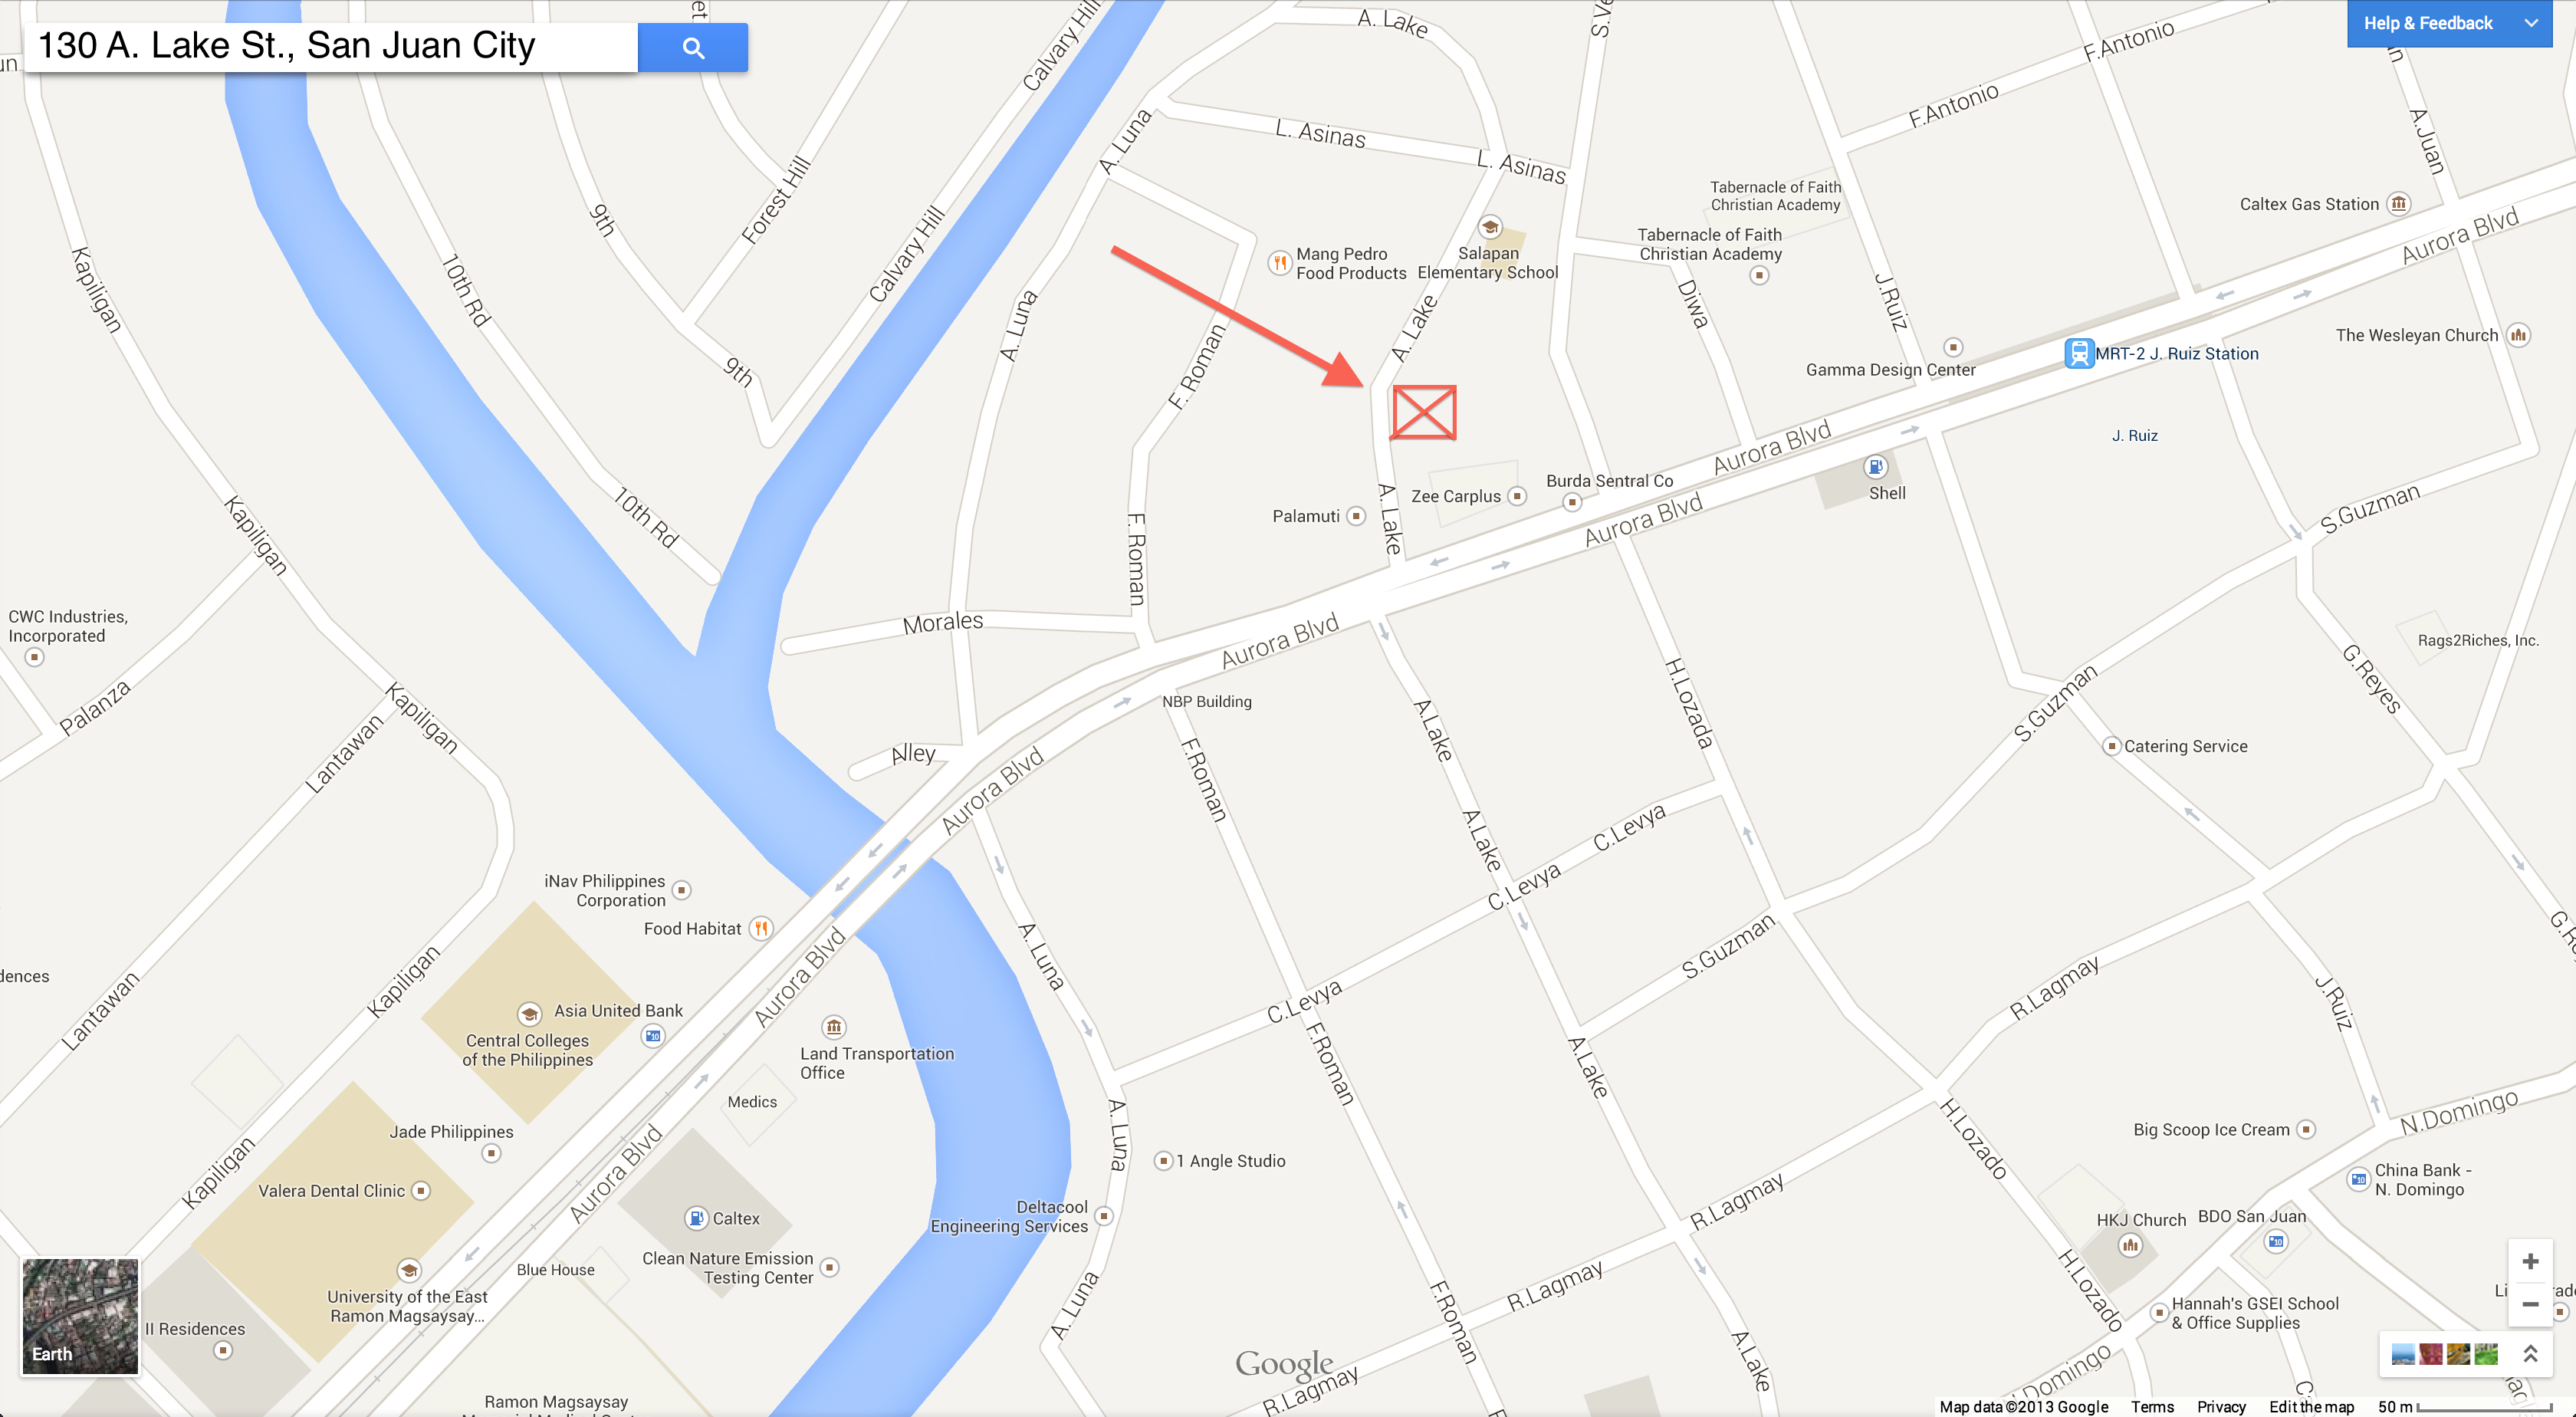 130 A. Lake St., San Juan City
Help & Feedback
A. Lake
F.Antonio
F.Antonio
Calvary Hill
A. Luna
L. Asinas
L. Asinas
A.Juan
Forest Hill
9th
Calvary Hill
Tabernacle of Faith
Christian Academy
Caltex Gas Station
Aurora Blvd
Kapiligan
10th Rd
Mang Pedro
Food Products
Salapan
Elementary School
Tabernacle of Faith
Christian Academy
Diwa
J.Ruiz
A. Luna
A. Lake
F. Roman
9th
Gamma Design Center
MRT-2 J. Ruiz Station
The Wesleyan Church
J. Ruiz
Aurora Blvd
Kapiligan
10th Rd
F. Roman
Palamuti
A. Lake
Zee Carplus
Burda Sentral Co
Aurora Blvd
Shell
S.Guzman
CWC Industries,
Incorporated
Morales
Aurora Blvd
Rags2Riches, Inc.
Palanza
Lantawan
Kapiligan
NBP Building
F.Roman
A.Lake
H.Lozada
S.Guzman
G.Reyes
Catering Service
Alley
Aurora Blvd
A.Lake
C.Levya
C.Levya
iNav Philippines
Corporation
Food Habitat
Aurora Blvd
A. Luna
S.Guzman
R.Lagmay
J.Ruiz
Lantawan
Kapiligan
Asia United Bank
Central Colleges
of the Philippines
Land Transportation
Office
C.Levya
F.Roman
A.Lake
Medics
Jade Philippines
A. Luna
1 Angle Studio
H.Lozado
Big Scoop Ice Cream
N.Domingo
China Bank -
N. Domingo
Kapiligan
Valera Dental Clinic
Aurora Blvd
Caltex
Deltacool
Engineering Services
R.Lagmay
HKJ Church
BDO San Juan
Blue House
Clean Nature Emission
Testing Center
University of the East
Ramon Magsaysay...
II Residences
Earth
A. Luna
F.Roman
R.Lagmay
A.Lake
H.Lozado
Hannah's GSEI School
& Office Supplies
Google
R.Lagmay
Domingo
Ramon Magsaysay
Map data ©2013 Google
Terms
Privacy
Edit the map
50 m